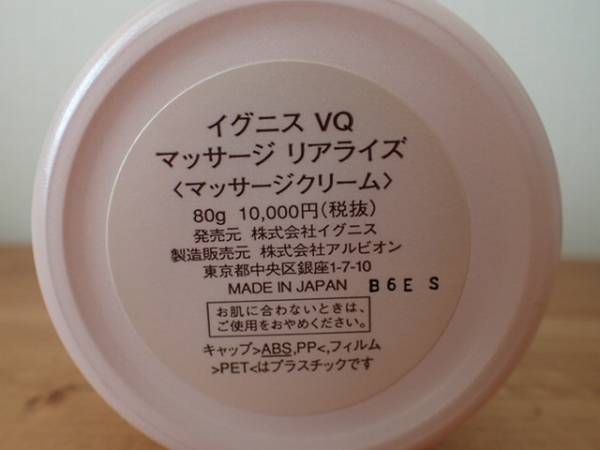 イグニス VQ
マッサージ リアライズ
〈マッサージクリーム〉
80g 10,000円(税抜)
発売元 株式会社イグニス
製造販売元 株式会社アルビオン
東京都中央区銀座1-7-10
MADE IN JAPAN B6E S
お肌に合わないときは、
ご使用をおやめください。
キャップ>ABS,PP<,フィルム
>PET<はプラスチックです